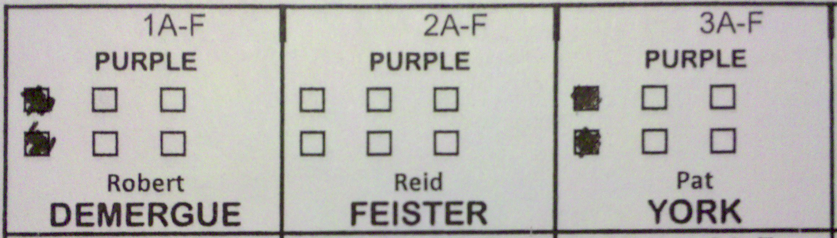 1A-F
PURPLE
Robert
DEMERGUE
2A-F
PURPLE
Reid
FEISTER
3A-F
PURPLE
Pat
YORK